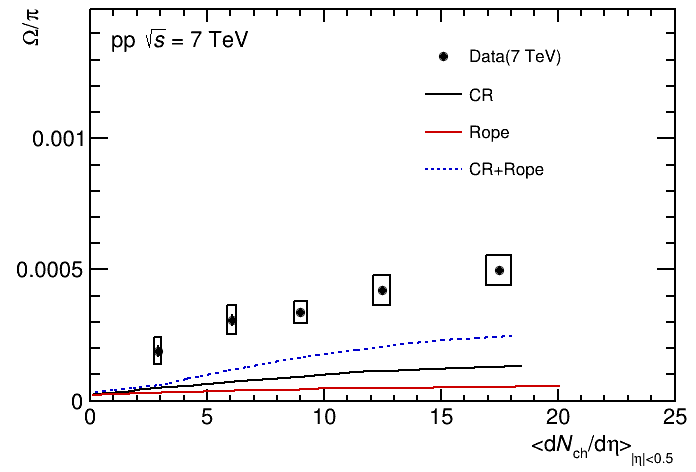 Ω/π
pp √s = 7 TeV
Data(7 TeV)
CR
Rope
CR+Rope
0.001
0.0005
0
0 5 10 15 20 25
<dN_ch/dη>_|η|<0.5